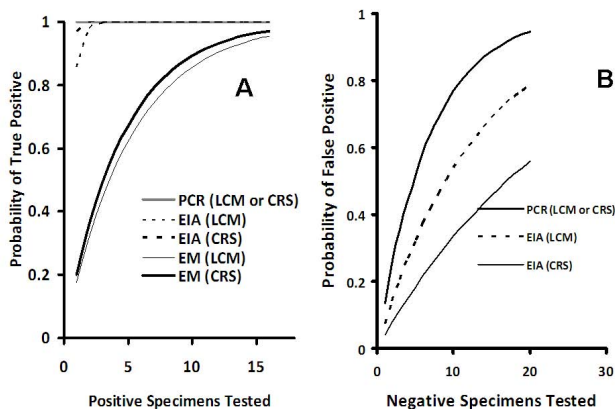 A
Probability of True Positive
1
0.8
0.6
0.4
0.2
0
PCR (LCM or CRS)
EIA (LCM)
EIA (CRS)
EM (LCM)
EM (CRS)
0 5 10 15
Positive Specimens Tested
B
Probability of False Positive
1
0.8
0.6
0.4
0.2
0
PCR (LCM or CRS)
EIA (LCM)
EIA (CRS)
0 10 20 30
Negative Specimens Tested